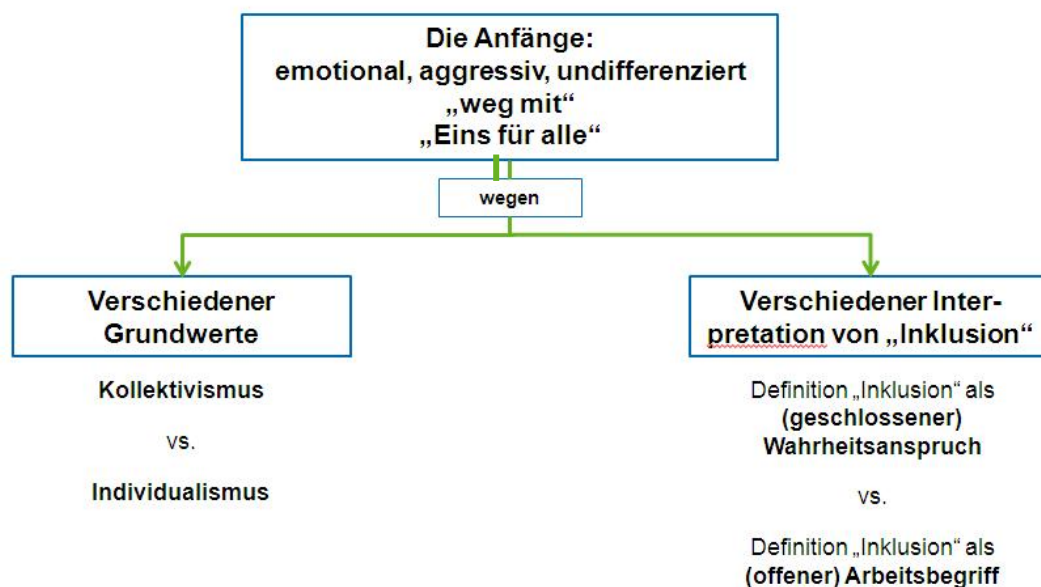 Die Anfänge:
emotional, aggressiv, undifferenziert
„weg mit“
„Eins für alle“
wegen
Verschiedener
Grundwerte
Kollektivismus
vs.
Individualismus
Verschiedener Inter-
pretation von „Inklusion“
Definition „Inklusion“ als
(geschlossener)
Wahrheitsanspruch
vs.
Definition „Inklusion“ als
(offener) Arbeitsbegriff